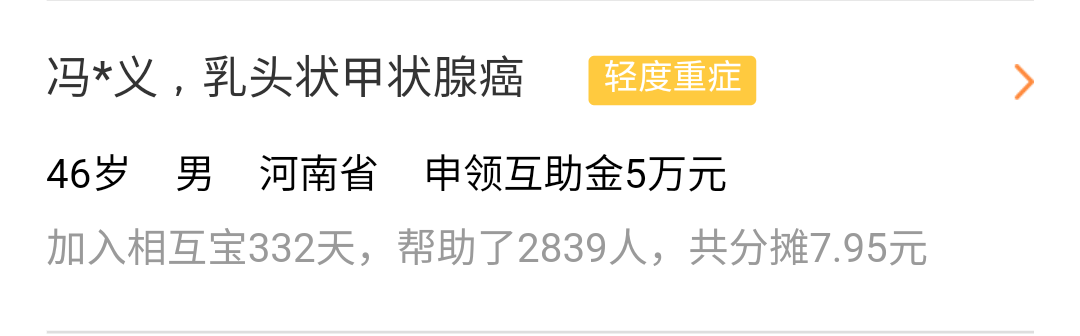 冯*义，乳头状甲状腺癌 轻度重症
46岁 男 河南省 申领互助金5万元
加入相互宝332天，帮助了2839人，共分摊7.95元